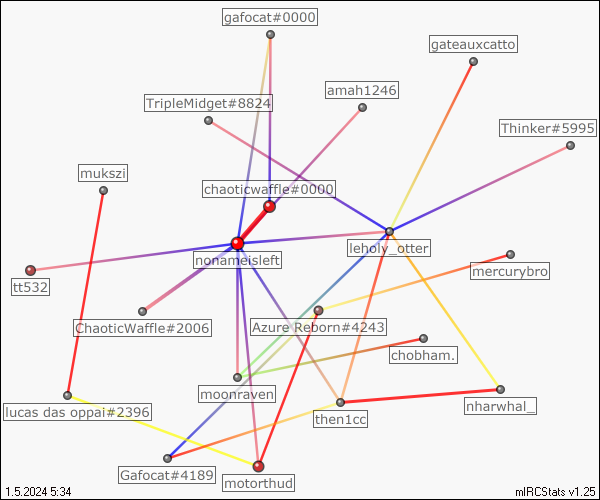 gafocat#0000
gateauxcatto
amah1246
TripleMidget#8824
Thinker#5995
mukszi
chaoticwaffle#0000
leholy_otter
nonameisleft
mercurybro
tt532
ChaoticWaffle#2006
Azure Reborn#4243
chobham.
moonraven
lucas das oppai#2396
nharwhal_
then1cc
Gafocat#4189
motorthud
1.5.2024 5:34
mIRCStats v1.25